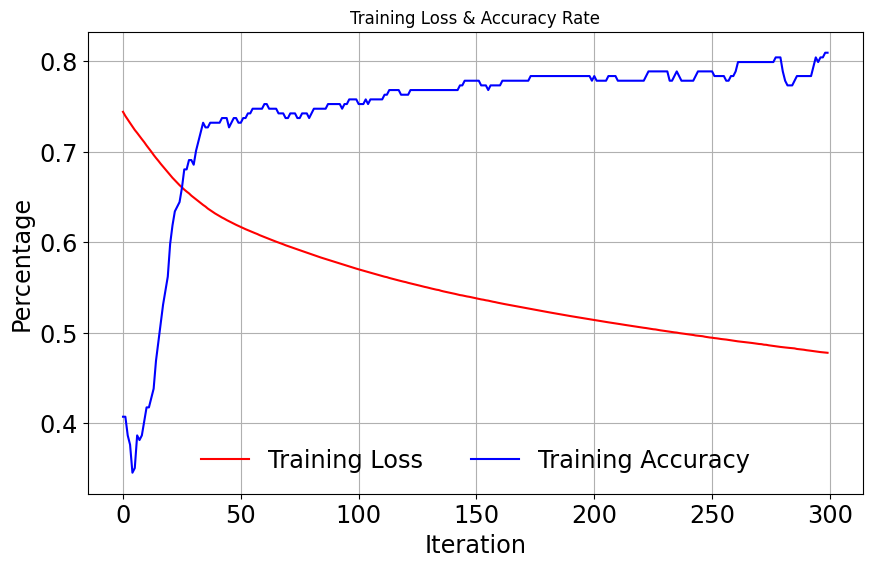 Training Loss & Accuracy Rate
0.8
0.7
0.6
0.5
0.4
Percentage
Training Loss
Training Accuracy
0 50 100 150 200 250 300
Iteration